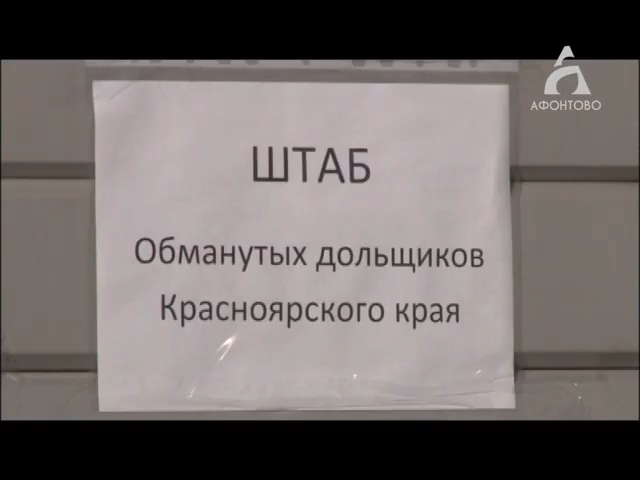 АФОНТОВО
ШТАБ
Обманутых дольщиков
Красноярского края